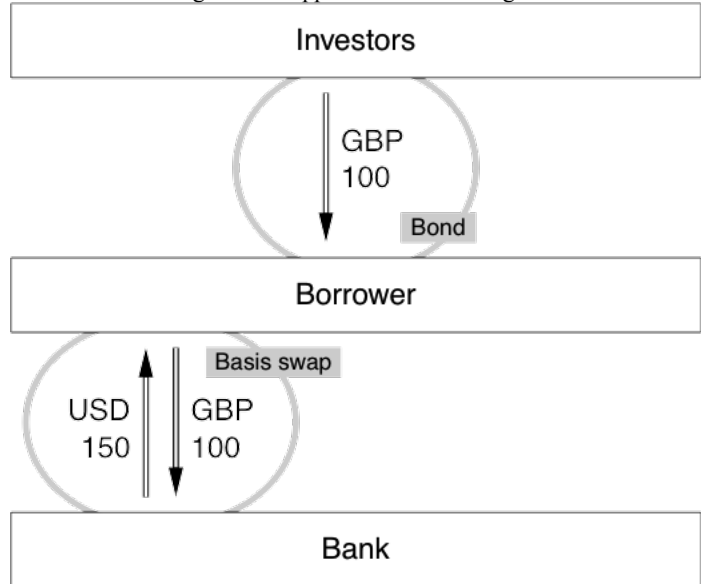 Investors
GBP
100
Bond
Borrower
Basis swap
USD
150
GBP
100
Bank